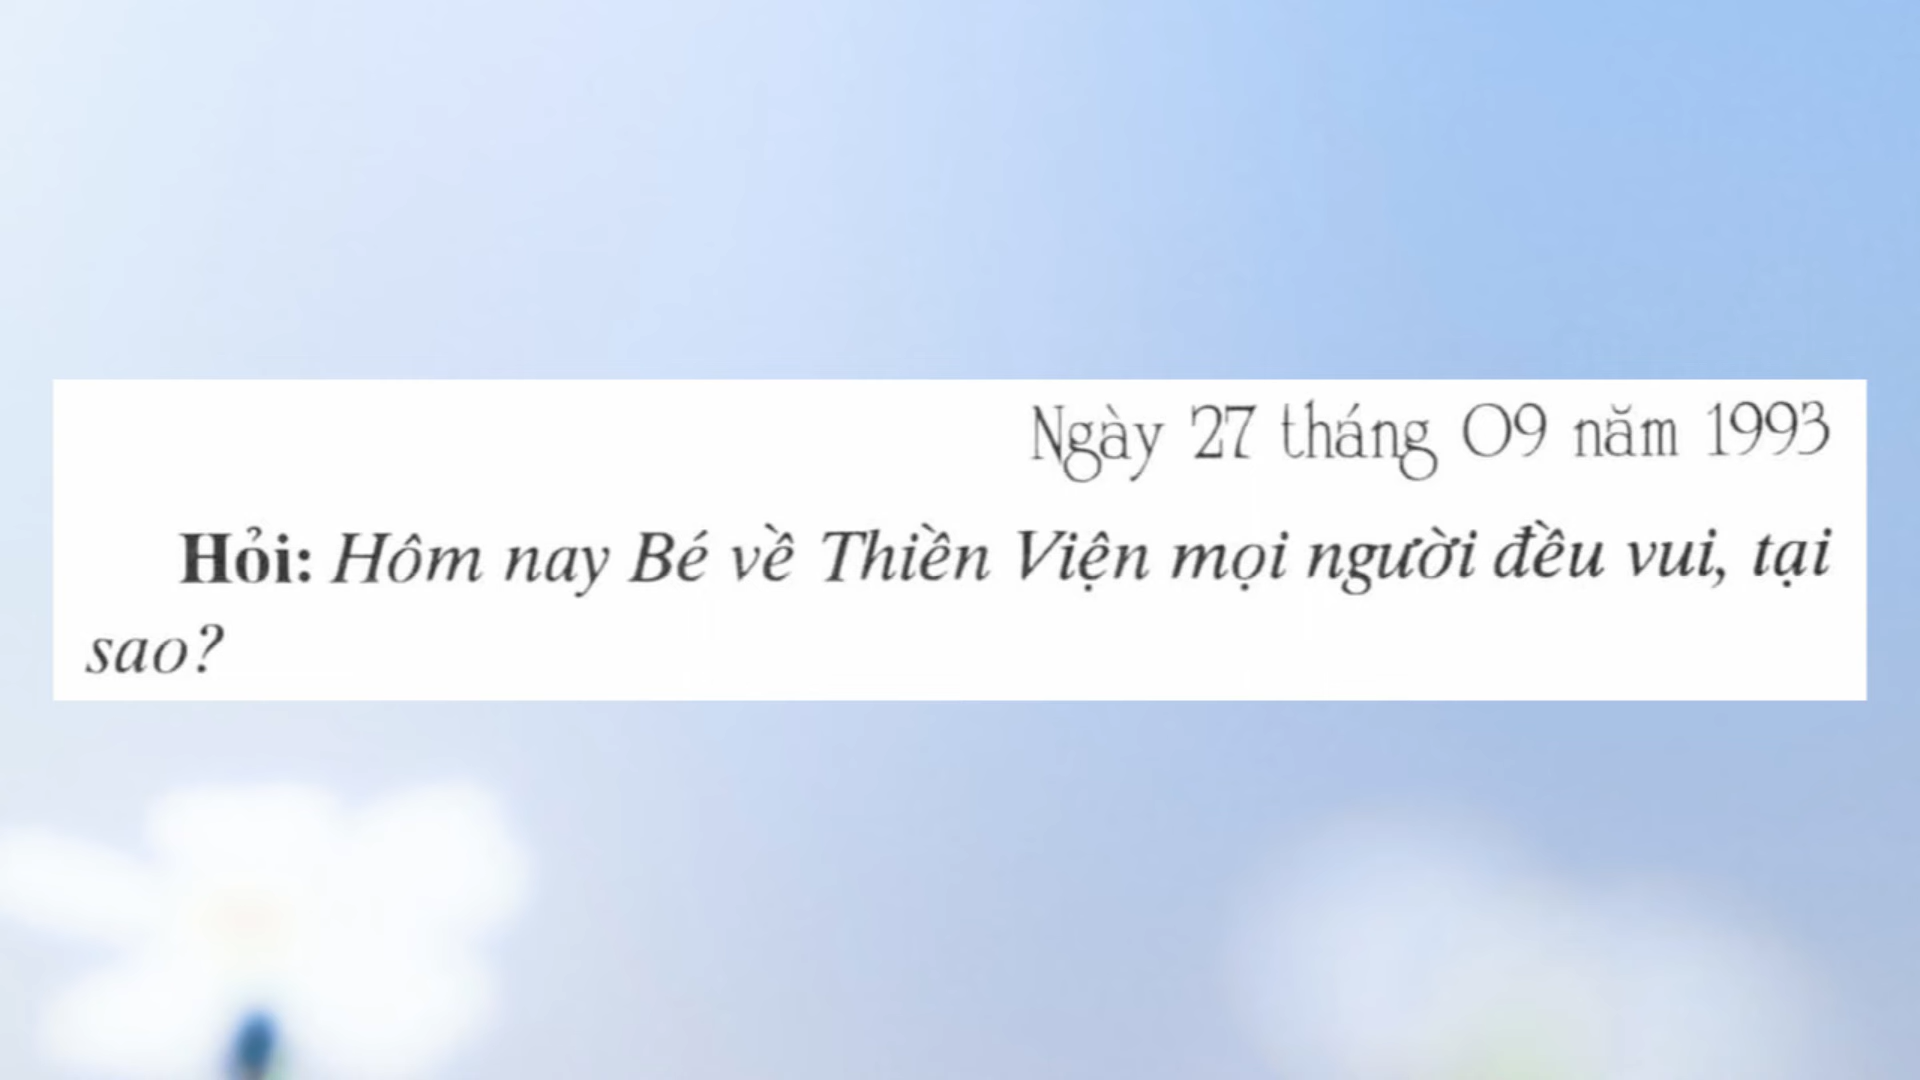 Ngày 27 tháng 09 năm 1993
Hỏi: Hôm nay Bé về Thiền Viện mọi người đều vui, tại
sao?